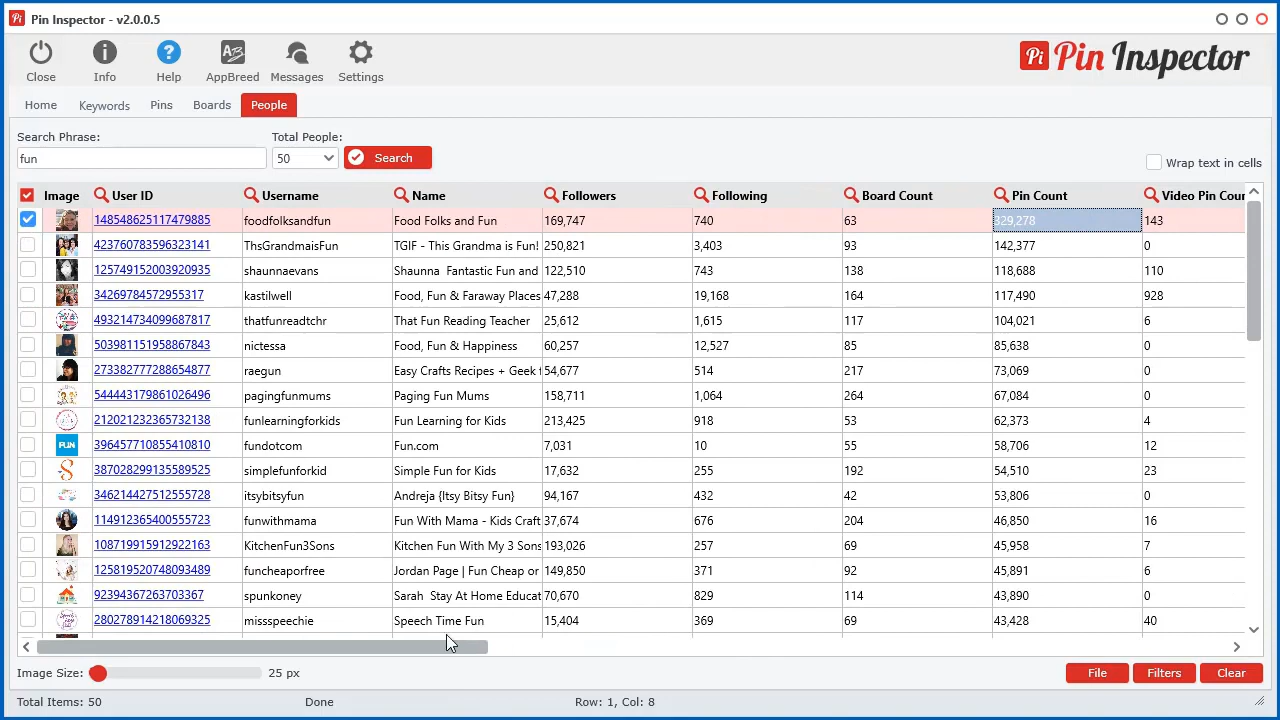 Pin Inspector - v2.0.0.5
Close Info Help AppBreed Messages Settings
Pin Inspector
Home Keywords Pins Boards People
Search Phrase: Total People:
fun 50 Search Wrap text in cells
Image User ID Username Name Followers Following Board Count Pin Count Video Pin Coun
148548625117479885 foodfolksandfun Food Folks and Fun 169,747 740 63 329,278 143
423760783596323141 ThsGrandmaisFun TGIF - This Grandma is Fun! 250,821 3,403 93 142,377 0
125749152003920935 shaunnaevans Shaunna Fantastic Fun and 122,510 743 138 118,688 110
34269784572955317 kastilwell Food, Fun & Faraway Places 47,288 19,168 164 117,490 928
493214734099687817 thatfunreadtchr That Fun Reading Teacher 25,612 1,615 117 104,021 6
503981151958867843 nictessa Food, Fun & Happiness 60,257 12,527 85 85,638 0
273382777288654877 raegun Easy Crafts Recipes + Geek 54,677 514 217 73,069 0
544443179861026496 pagingfunmums Paging Fun Mums 158,711 1,064 264 67,084 0
212021232365732138 funlearningforkids Fun Learning for Kids 213,425 918 53 62,373 4
396457710855410810 fundotcom Fun.com 7,031 10 55 58,706 12
387028299135589525 simplefunforkid Simple Fun for Kids 17,632 255 192 54,510 23
346214427512555728 itsybitsyfun Andreja {Itsy Bitsy Fun} 94,167 432 42 53,806 0
114912365400555723 funwithmama Fun With Mama - Kids Craft 37,674 676 204 46,850 16
108719915912922163 KitchenFun3Sons Kitchen Fun With My 3 Sons 193,026 257 69 45,958 7
125819520748093489 funcheaporfree Jordan Page | Fun Cheap or 149,850 371 92 45,891 6
92394367263703367 spunkoney Sarah Stay At Home Educat 70,670 829 114 43,890 0
280278914218069325 missspeechie Speech Time Fun 15,404 369 69 43,428 40
Image Size: 25 px File Filters Clear
Total Items: 50 Done Row: 1, Col: 8